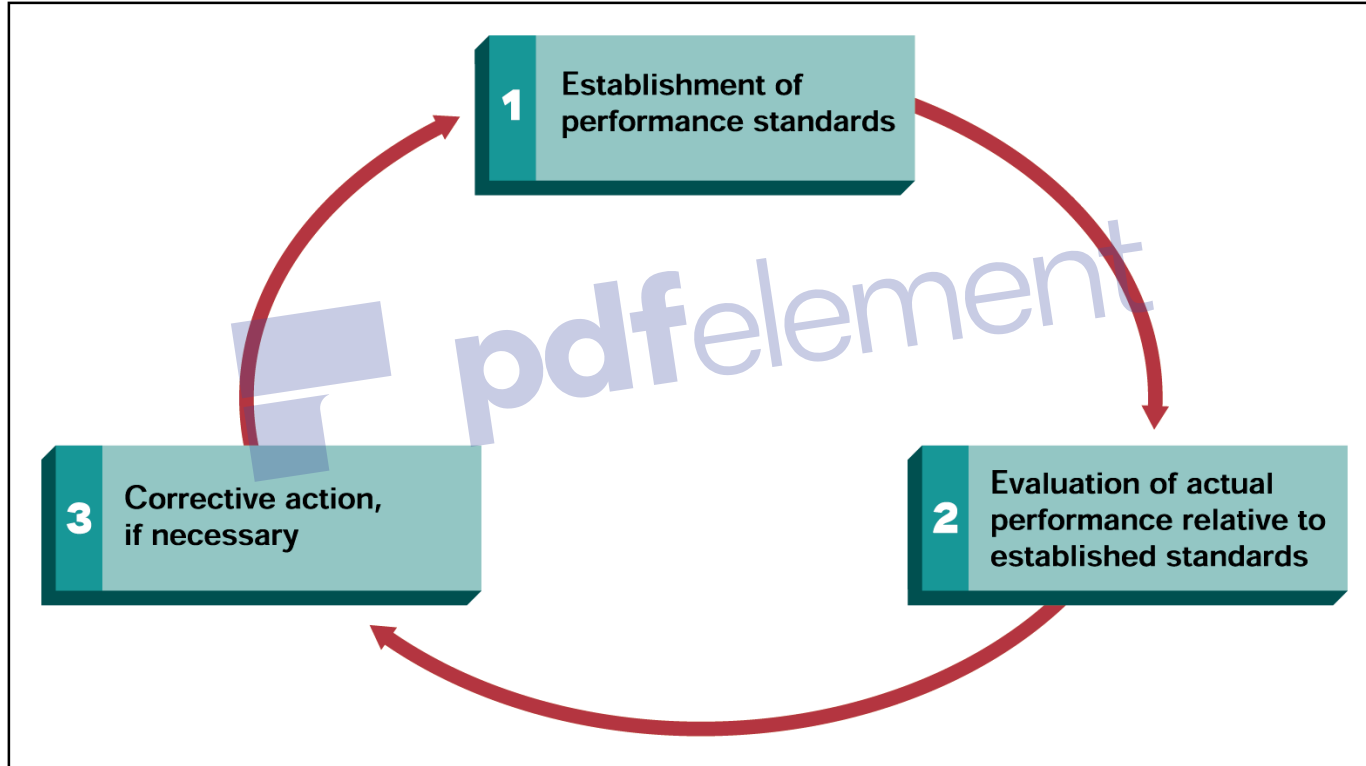 1
Establishment of
performance standards
pdfelement
3
Corrective action,
if necessary
2
Evaluation of actual
performance relative to
established standards